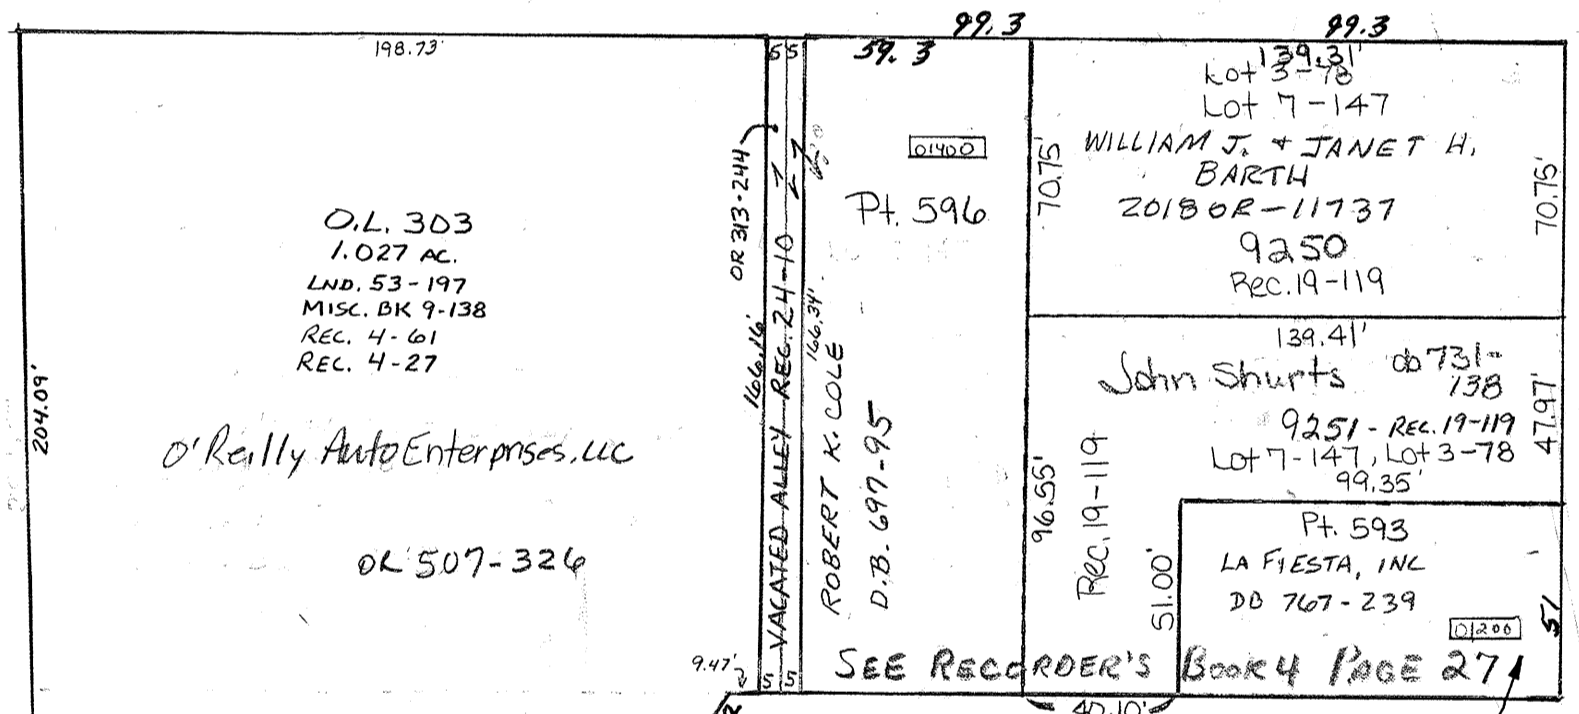 99.3
99.3
198.73'
5 5
59.3
139.31'
Lot 3-78
Lot 7-147
WILLIAM J. & JANET H.
BARTH
2018 OR-11737
9250
Rec. 19-119
70.75'
70.75'
01400
Pt. 596
OR 313-244
O.L. 303
1.027 AC.
LND. 53-197
MISC. BK 9-138
REC. 4-61
REC. 4-27
204.09'
O'Reilly Auto Enterprises, LLC
OR 507-326
166.16'
VACATED ALLEY REC. 24-10
166.34'
ROBERT K. COLE
D.B. 697-95
139.41'
John Shurts db 731-
138
9251 - REC. 19-119
Lot 7-147, Lot 3-78
99.35'
47.97'
96.55'
Rec. 19-119
51.00'
Pt. 593
LA FIESTA, INC
DB 767-239
01200
51
9.47'
5 5
SEE RECORDER'S BOOK 4 PAGE 27
40.10'